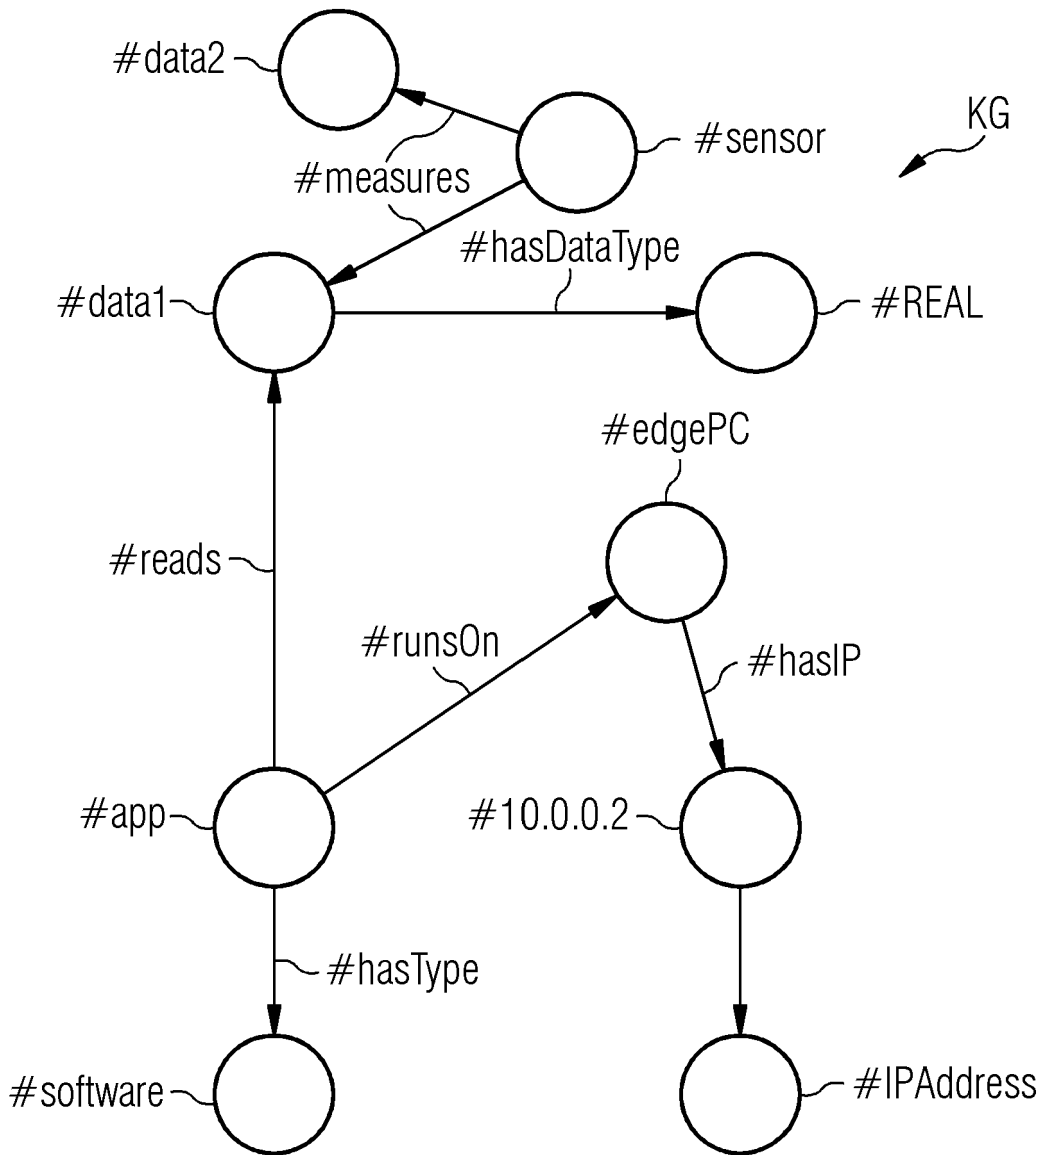 #data2
#sensor
KG
#measures
#hasDataType
#data1
#REAL
#edgePC
#reads
#runsOn
#hasIP
#app
#10.0.0.2
#hasType
#software
#IPAddress